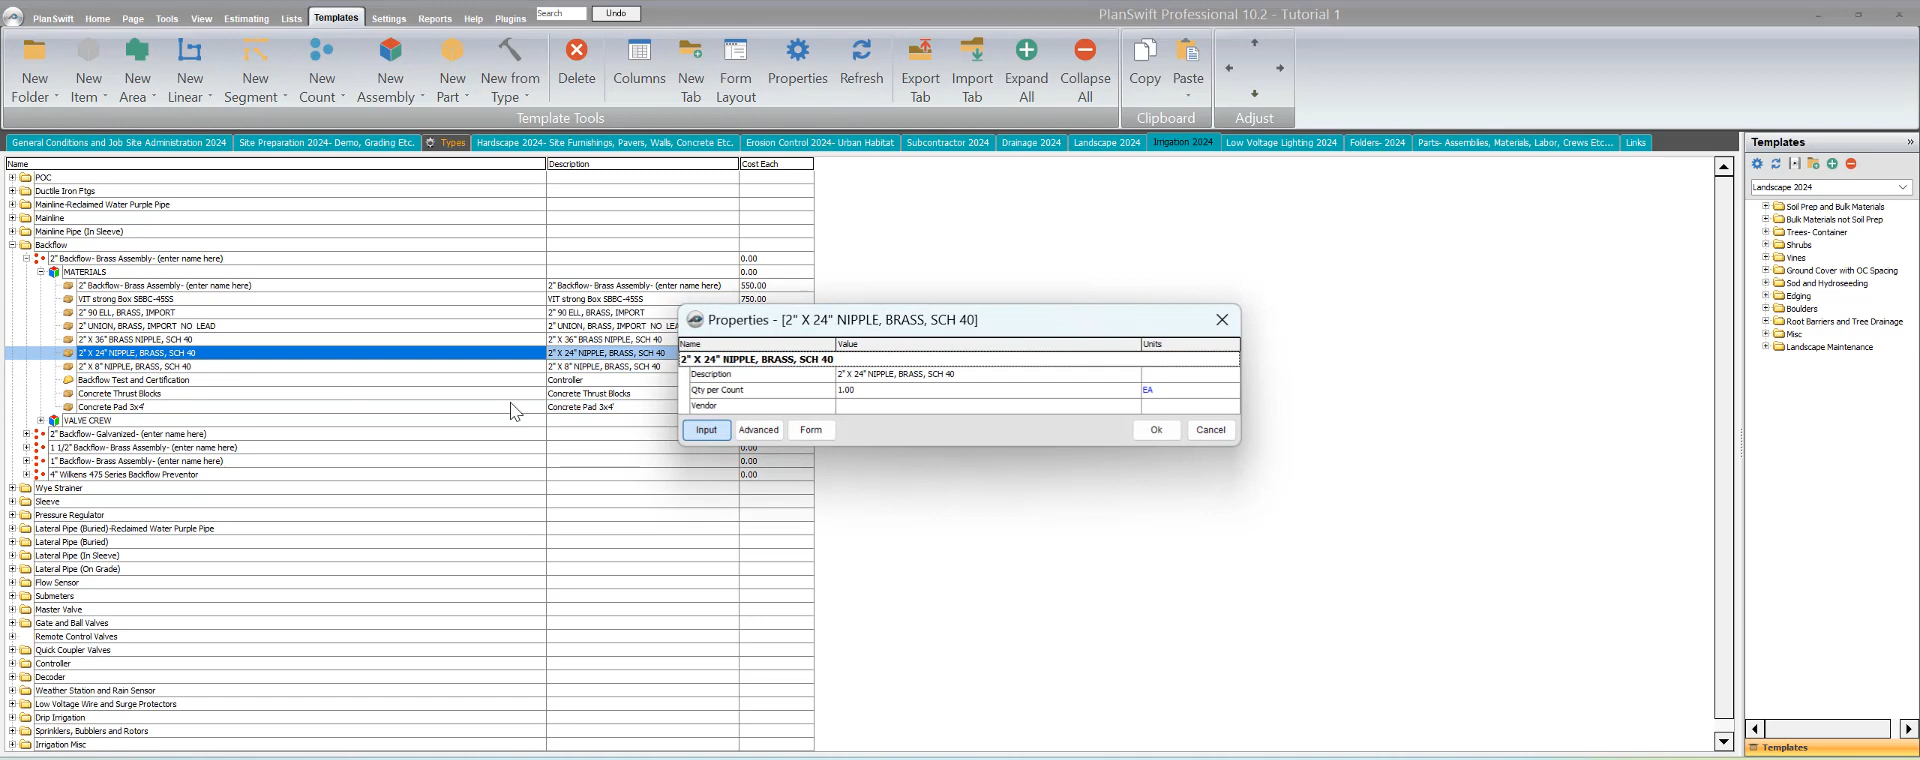 PlanSwift Home Page Tools View Estimating Lists Templates Settings Reports Help Plugins Search Undo PlanSwift Professional 10.2 - Tutorial 1
New Folder New Item New Area New Linear New Segment New Count New Assembly New Part New from Type Delete Columns New Tab Form Layout Properties Refresh Export Tab Import Tab Expand All Collapse All Copy Paste
Template Tools Clipboard Adjust
General Conditions and Job Site Administration 2024 Site Preparation 2024- Demo, Grading Etc. Types Hardscape 2024- Site Furnishings, Pavers, Walls, Concrete Etc. Erosion Control 2024- Urban Habitat Subcontractor 2024 Drainage 2024 Landscape 2024 Irrigation 2024 Low Voltage Lighting 2024 Folders- 2024 Parts- Assemblies, Materials, Labor, Crews Etc... Links
Name Description Cost Each
POC
Ductile Iron Ftgs
Mainline-Reclaimed Water Purple Pipe
Mainline
Mainline Pipe (In Sleeve)
Backflow
2" Backflow- Brass Assembly- (enter name here) 0.00
MATERIALS 0.00
2" Backflow- Brass Assembly- (enter name here) 2" Backflow- Brass Assembly- (enter name here) 550.00
VIT strong Box SBBC-45SS VIT strong Box SBBC-45SS 750.00
2" 90 ELL, BRASS, IMPORT 2" 90 ELL, BRASS, IMPORT
2" UNION, BRASS, IMPORT NO LEAD 2" UNION, BRASS, IMPORT NO LEA
2" X 36" BRASS NIPPLE, SCH 40 2" X 36" BRASS NIPPLE, SCH 40
2" X 24" NIPPLE, BRASS, SCH 40 2" X 24" NIPPLE, BRASS, SCH 40
2" X 8" NIPPLE, BRASS, SCH 40 2" X 8" NIPPLE, BRASS, SCH 40
Backflow Test and Certification Controller
Concrete Thrust Blocks Concrete Thrust Blocks
Concrete Pad 3x4' Concrete Pad 3x4'
VALVE CREW
2" Backflow- Galvanized- (enter name here)
1 1/2" Backflow- Brass Assembly- (enter name here) 0.00
1" Backflow- Brass Assembly- (enter name here) 0.00
4" Wilkens 475 Series Backflow Preventor 0.00
Wye Strainer
Sleeve
Pressure Regulator
Lateral Pipe (Buried)-Reclaimed Water Purple Pipe
Lateral Pipe (Buried)
Lateral Pipe (In Sleeve)
Lateral Pipe (On Grade)
Flow Sensor
Submeters
Master Valve
Gate and Ball Valves
Remote Control Valves
Quick Coupler Valves
Controller
Decoder
Weather Station and Rain Sensor
Low Voltage Wire and Surge Protectors
Drip Irrigation
Sprinklers, Bubblers and Rotors
Irrigation Misc
Properties - [2" X 24" NIPPLE, BRASS, SCH 40]
Name Value Units
2" X 24" NIPPLE, BRASS, SCH 40
Description 2" X 24" NIPPLE, BRASS, SCH 40
Qty per Count 1.00 EA
Vendor
Input Advanced Form Ok Cancel
Templates
Landscape 2024
Soil Prep and Bulk Materials
Bulk Materials not Soil Prep
Trees- Container
Shrubs
Vines
Ground Cover with OC Spacing
Sod and Hydroseeding
Edging
Boulders
Root Barriers and Tree Drainage
Misc
Landscape Maintenance
Templates